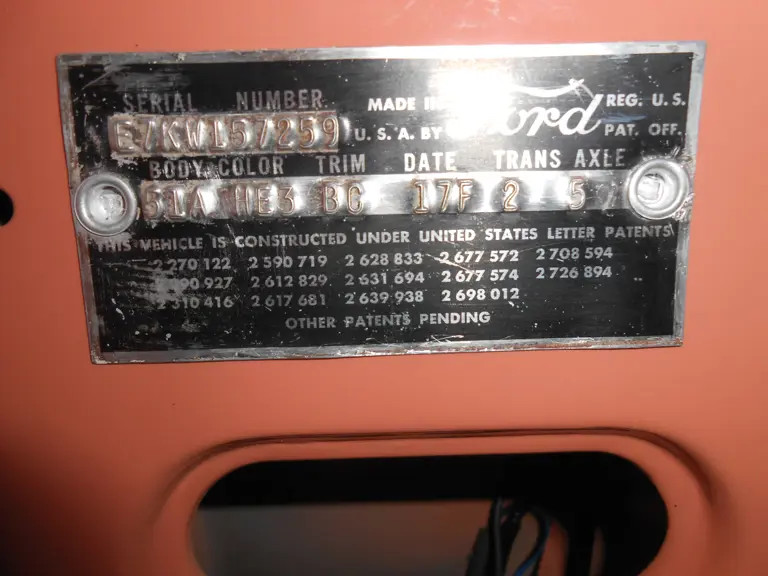 SERIAL NUMBER MADE IN Ford REG. U. S.
E7KW157259 U. S. A. BY PAT. OFF.
BODY COLOR TRIM DATE TRANS AXLE
51A HE3 BG 17F 2 5
THIS VEHICLE IS CONSTRUCTED UNDER UNITED STATES LETTER PATENTS
2 270 122 2 590 719 2 628 833 2 677 572 2 708 594
927 2 612 829 2 631 694 2 677 574 2 726 894
2 510 416 2 617 681 2 639 938 2 698 012
OTHER PATENTS PENDING